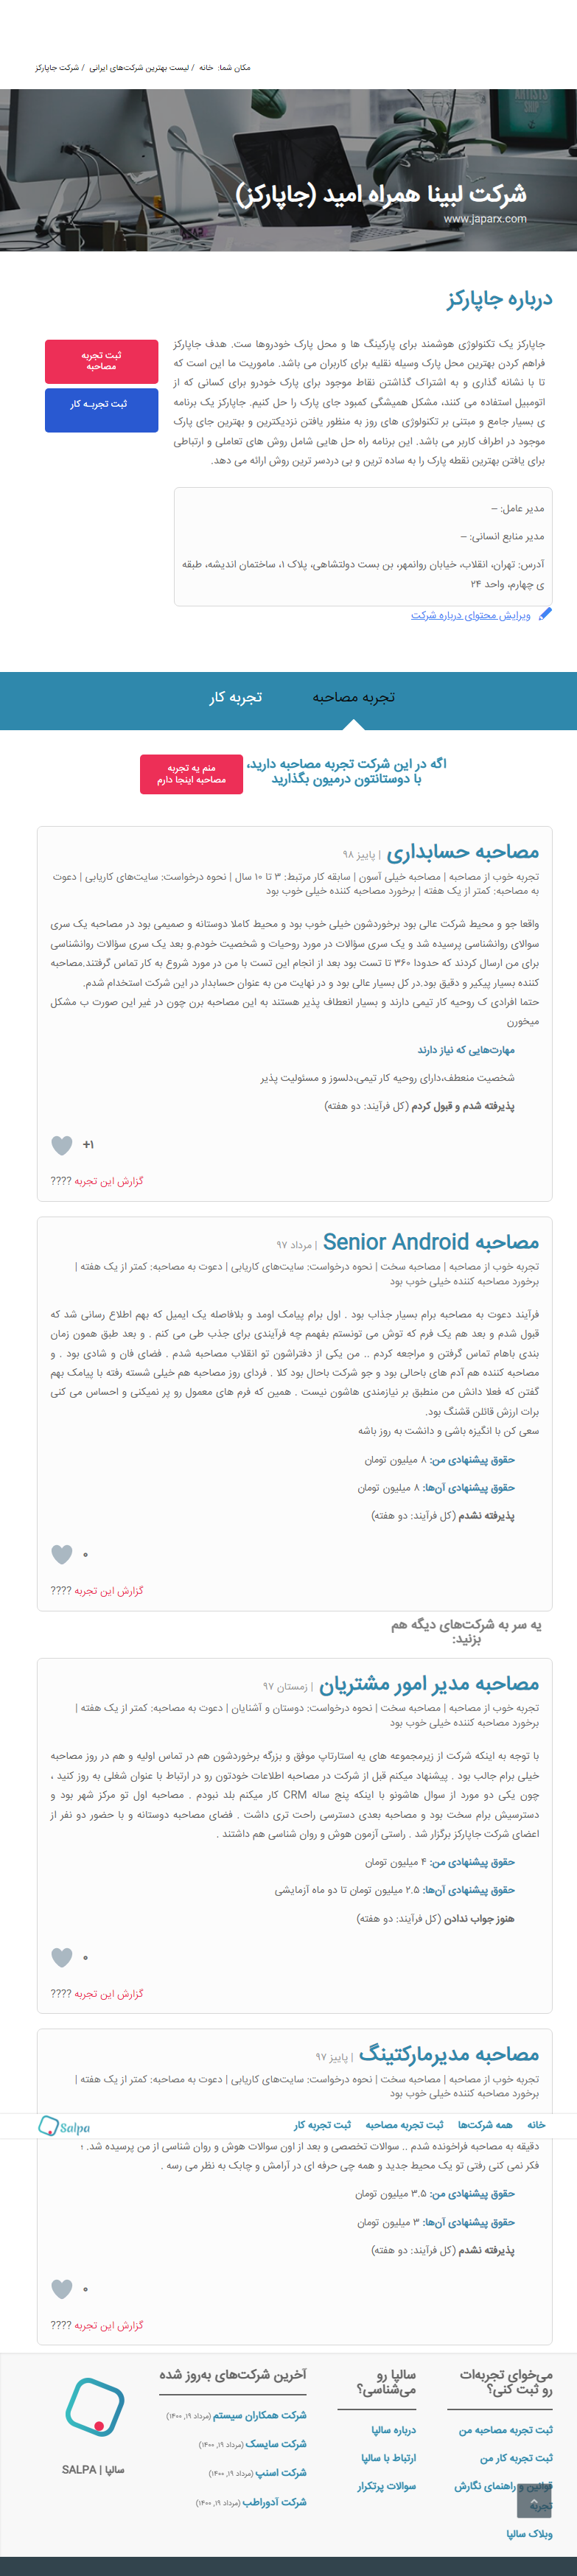 مکان شما: خانه / لیست بهترین شرکت‌های ایرانی / شرکت جاپارکز
ARTISTS
شرکت لبینا همراه امید (جاپارکز)
www.japarx.com
درباره جاپارکز
جاپارکز یک تکنولوژی هوشمند برای پارکینگ ها و محل پارک خودروها ست. هدف جاپارکز
فراهم کردن بهترین محل پارک وسیله نقلیه برای کاربران می باشد. ماموریت ما این است که
تا با نشانه گذاری و به اشتراک گذاشتن نقاط موجود برای پارک خودرو برای کسانی که از
اتومبیل استفاده می کنند، مشکل همیشگی کمبود جای پارک را حل کنیم. جاپارکز یک برنامه
ی بسیار جامع و مبتنی بر تکنولوژی های روز به منظور یافتن نزدیکترین و بهترین جای پارک
موجود در اطراف کاربر می باشد. این برنامه راه حل هایی شامل روش های تعاملی و ارتباطی
برای یافتن بهترین نقطه پارک را به ساده ترین و بی دردسر ترین روش ارائه می دهد.
ثبت تجربه
مصاحبه
ثبت تجربـه کار
مدیر عامل: –
مدیر منابع انسانی: –
آدرس: تهران، انقلاب، خیابان روانمهر، بن بست دولتشاهی، پلاک ۱، ساختمان اندیشه، طبقه
ی چهارم، واحد ۲۴
ویرایش محتوای درباره شرکت
تجربه مصاحبه
تجربه کار
اگه در این شرکت تجربه مصاحبه دارید،
با دوستانتون درمیون بگذارید
منم یه تجربه
مصاحبه اینجا دارم
مصاحبه حسابداری | پاییز ۹۸
تجربه خوب از مصاحبه | مصاحبه خیلی آسون | سابقه کار مرتبط: ۳ تا ۱۰ سال | نحوه درخواست: سایت‌های کاریابی | دعوت
به مصاحبه: کمتر از یک هفته | برخورد مصاحبه کننده خیلی خوب بود
واقعا جو و محیط شرکت عالی بود برخوردشون خیلی خوب بود و محیط کاملا دوستانه و صمیمی بود در مصاحبه یک سری
سوالای روانشناسی پرسیده شد و یک سری سؤالات در مورد روحیات و شخصیت خودم.و بعد یک سری سؤالات روانشناسی
برای من ارسال کردند که حدودا ۳۶۰ تا تست بود بعد از انجام این تست با من در مورد شروع به کار تماس گرفتند.مصاحبه
کننده بسیار پیکیر و دقیق بود.در کل بسیار عالی بود و در نهایت من به عنوان حسابدار در این شرکت استخدام شدم.
حتما افرادی ک روحیه کار تیمی دارند و بسیار انعطاف پذیر هستند به این مصاحبه برن چون در غیر این صورت ب مشکل
میخورن
مهارت‌هایی که نیاز دارند
شخصیت منعطف،دارای روحیه کار تیمی،دلسوز و مسئولیت پذیر
پذیرفته شدم و قبول کردم (کل فرآیند: دو هفته)
+۱
گزارش این تجربه ????
مصاحبه Senior Android | مرداد ۹۷
تجربه خوب از مصاحبه | مصاحبه سخت | نحوه درخواست: سایت‌های کاریابی | دعوت به مصاحبه: کمتر از یک هفته |
برخورد مصاحبه کننده خیلی خوب بود
فرآیند دعوت به مصاحبه برام بسیار جذاب بود . اول برام پیامک اومد و بلافاصله یک ایمیل که بهم اطلاع رسانی شد که
قبول شدم و بعد هم یک فرم که توش می تونستم بفهمم چه فرآیندی برای جذب طی می کنم . و بعد طبق همون زمان
بندی باهام تماس گرفتن و مراجعه کردم .. من یکی از دفتراشون تو انقلاب مصاحبه شدم . فضای فان و شادی بود . و
مصاحبه کننده هم آدم های باحالی بود و جو شرکت باحال بود کلا . فردای روز مصاحبه هم خیلی شسته رفته با پیامک بهم
گفتن که فعلا دانش من منطبق بر نیازمندی هاشون نیست . همین که فرم های معمول رو پر نمیکنی و احساس می کنی
برات ارزش قائلن قشنگ بود.
سعی کن با انگیزه باشی و دانشت به روز باشه
حقوق پیشنهادی من: ۸ میلیون تومان
حقوق پیشنهادی آن‌ها: ۸ میلیون تومان
پذیرفته نشدم (کل فرآیند: دو هفته)
۰
گزارش این تجربه ????
یه سر به شرکت‌های دیگه هم
بزنید:
مصاحبه مدیر امور مشتریان | زمستان ۹۷
تجربه خوب از مصاحبه | مصاحبه سخت | نحوه درخواست: دوستان و آشنایان | دعوت به مصاحبه: کمتر از یک هفته |
برخورد مصاحبه کننده خیلی خوب بود
با توجه به اینکه شرکت از زیرمجموعه های یه استارتاپ موفق و بزرگه برخوردشون هم در تماس اولیه و هم در روز مصاحبه
خیلی برام جالب بود . پیشنهاد میکنم قبل از شرکت در مصاحبه اطلاعات خودتون رو در ارتباط با عنوان شغلی به روز کنید ،
چون یکی دو مورد از سوال هاشونو با اینکه پنج ساله CRM کار میکنم بلد نبودم . مصاحبه اول تو مرکز شهر بود و
دسترسیش برام سخت بود و مصاحبه بعدی دسترسی راحت تری داشت . فضای مصاحبه دوستانه و با حضور دو نفر از
اعضای شرکت جاپارکز برگزار شد . راستی آزمون هوش و روان شناسی هم داشتند .
حقوق پیشنهادی من: ۴ میلیون تومان
حقوق پیشنهادی آن‌ها: ۲.۵ میلیون تومان تا دو ماه آزمایشی
هنوز جواب ندادن (کل فرآیند: دو هفته)
۰
گزارش این تجربه ????
مصاحبه مدیرمارکتینگ | پاییز ۹۷
تجربه خوب از مصاحبه | مصاحبه سخت | نحوه درخواست: سایت‌های کاریابی | دعوت به مصاحبه: کمتر از یک هفته |
برخورد مصاحبه کننده خیلی خوب بود
خانه همه شرکت‌ها ثبت تجربه مصاحبه ثبت تجربه کار
Salpa
دقیقه به مصاحبه فراخونده شدم .. سوالات تخصصی و بعد از اون سوالات هوش و روان شناسی از من پرسیده شد. ؛
فکر نمی کنی رفتی تو یک محیط جدید و همه چی حرفه ای در آرامش و چابک به نظر می رسه .
حقوق پیشنهادی من: ۳.۵ میلیون تومان
حقوق پیشنهادی آن‌ها: ۳ میلیون تومان
پذیرفته نشدم (کل فرآیند: دو هفته)
۰
گزارش این تجربه ????
می‌خوای تجربه‌ات
رو ثبت کنی؟
ثبت تجربه مصاحبه من
ثبت تجربه کار من
قوانین و راهنمای نگارش
تجربه
وبلاگ سالپا
سالپا رو
می‌شناسی؟
درباره سالپا
ارتباط با سالپا
سوالات پرتکرار
آخرین شرکت‌های به‌روز شده
شرکت همکاران سیستم (مرداد ۱۹, ۱۴۰۰)
شرکت سایسک (مرداد ۱۹, ۱۴۰۰)
شرکت اسنپ (مرداد ۱۹, ۱۴۰۰)
شرکت آدوراطب (مرداد ۱۹, ۱۴۰۰)
سالپا | SALPA